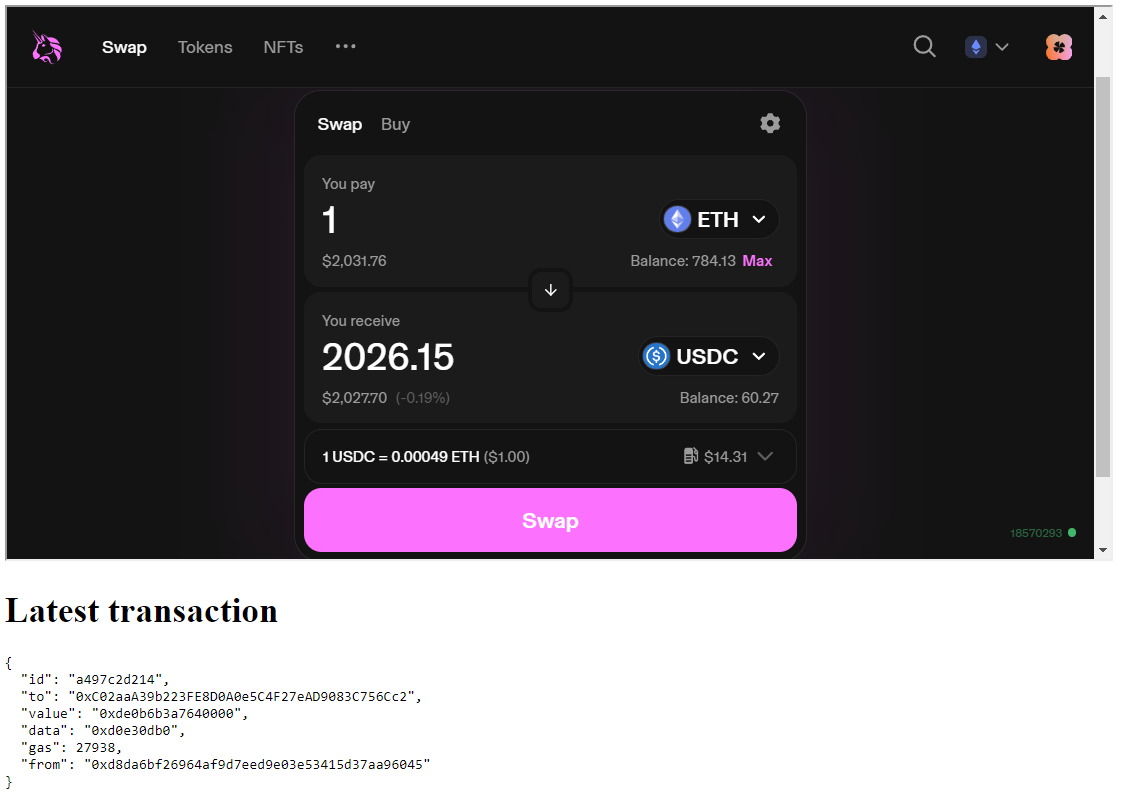 Swap Tokens NFTs
Swap Buy
You pay
1 ETH
$2,031.76 Balance: 784.13 Max
You receive
2026.15 USDC
$2,027.70 (-0.19%) Balance: 60.27
1 USDC = 0.00049 ETH ($1.00) $14.31
Swap
18570293
Latest transaction
{
"id": "a497c2d214",
"to": "0xC02aaA39b223FE8D0A0e5C4F27eAD9083C756Cc2",
"value": "0xde0b6b3a7640000",
"data": "0xd0e30db0",
"gas": 27938,
"from": "0xd8da6bf26964af9d7eed9e03e53415d37aa96045"
}